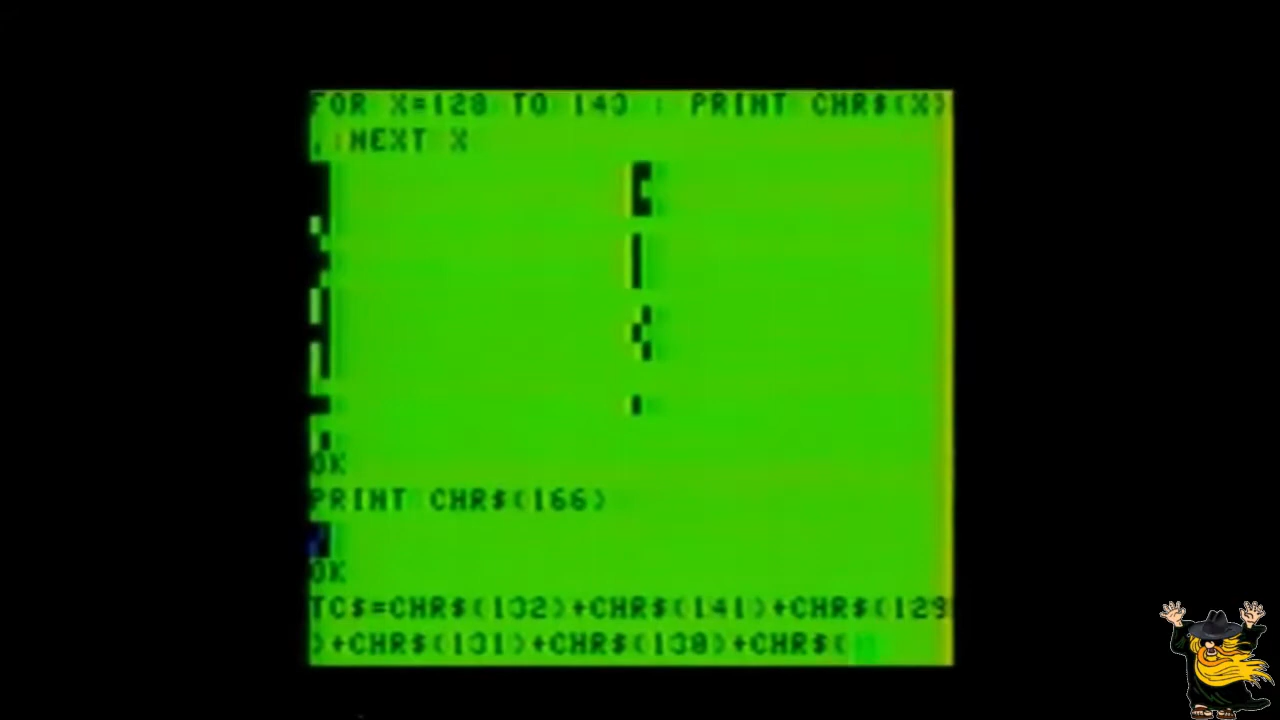 FOR X=128 TO 143 : PRINT CHR$(X)
, :NEXT X
OK
PRINT CHR$(166)
OK
TC$=CHR$(132)+CHR$(141)+CHR$(129
)+CHR$(131)+CHR$(138)+CHR$(